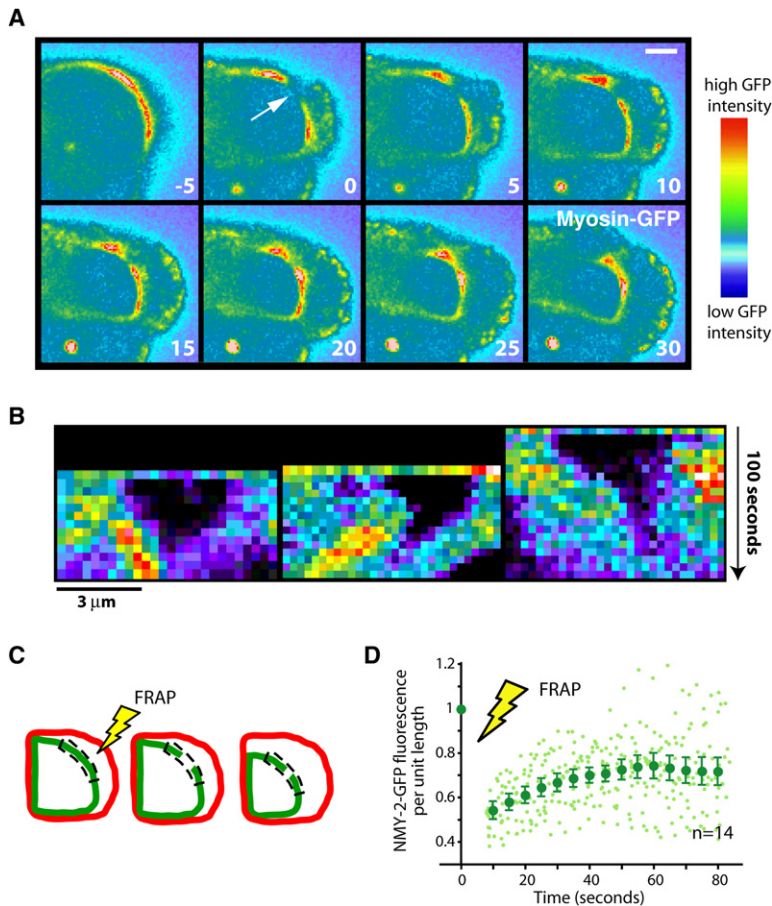 A
-5
0
5
10
Myosin-GFP
15
20
25
30
high GFP
intensity
low GFP
intensity
B
100 seconds
3 μm
C
FRAP
D
NMY-2-GFP fluorescence
per unit length
1.2
1
0.8
0.6
0.4
FRAP
n=14
0
20
40
60
80
Time (seconds)